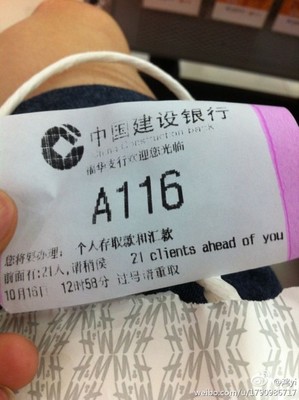 中国建设银行
China Construction bank
南华支行欢迎您光临
A116
您将要办理: 个人存取款和汇款
前面有:21人,请稍侯 21 clients ahead of you
10月16日 12时58分 过号请重取
weibo.com/u/1790986717